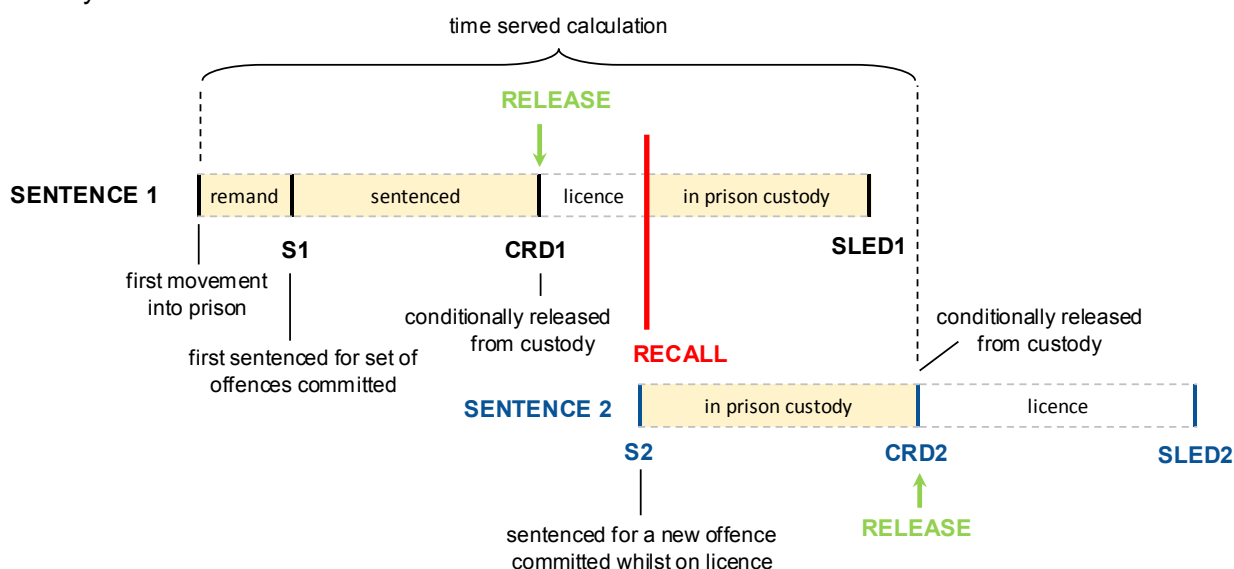 time served calculation
RELEASE
SENTENCE 1
remand
sentenced
licence
in prison custody
S1
CRD1
SLED1
first movement
into prison
conditionally released
from custody
conditionally released
from custody
first sentenced for set of
offences committed
RECALL
SENTENCE 2
in prison custody
licence
S2
CRD2
SLED2
RELEASE
sentenced for a new offence
committed whilst on licence